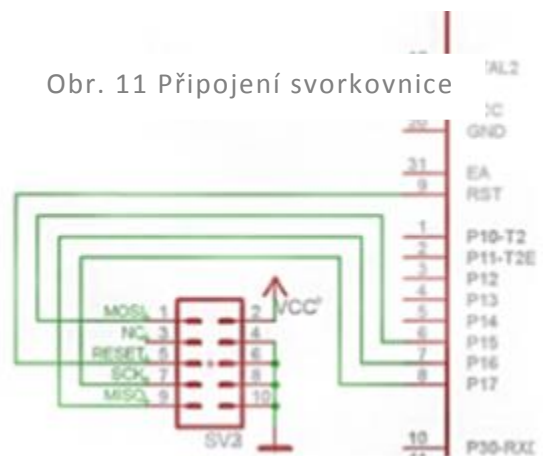 Obr. 11 Připojení svorkovnice
GND
31 EA
9 RST
1 P10-T2
2 P11-T2E
3 P12
4 P13
5 P14
6 P15
7 P16
8 P17
10 P30-RXD
VCC
MOSI 1 2
NC 3 4
RESET 5 6
SCK 7 8
MISO 9 10
SV3